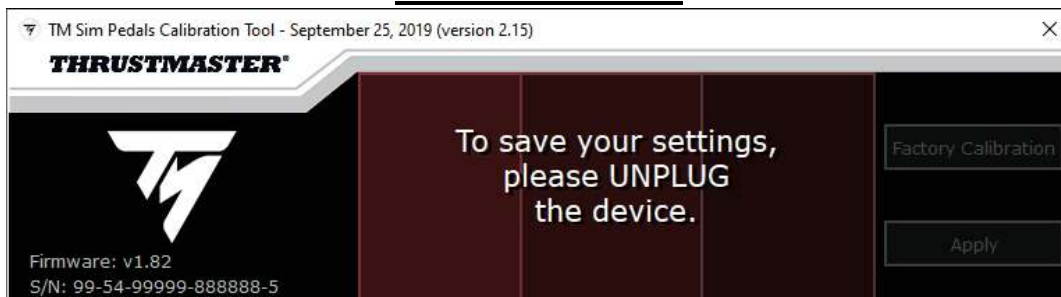 TM Sim Pedals Calibration Tool - September 25, 2019 (version 2.15)
THRUSTMASTER®
To save your settings,
please UNPLUG
the device.
Factory Calibration
Apply
Firmware: v1.82
S/N: 99-54-99999-888888-5